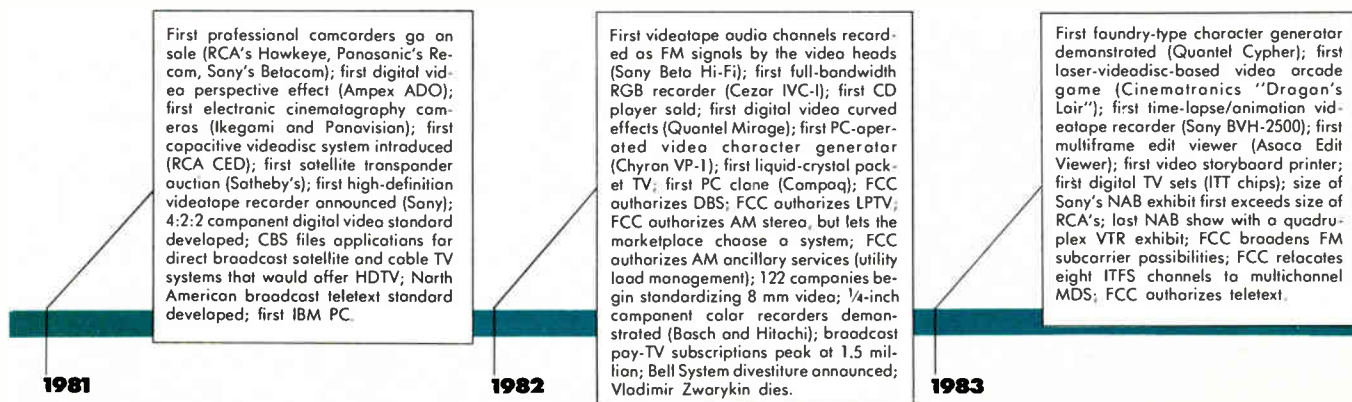 First professional camcorders go on
sale (RCA's Hawkeye, Panasonic's Re-
cam, Sony's Betacam); first digital vid-
eo perspective effect (Ampex ADO);
first electronic cinematography cam-
eras (Ikegami and Panavision); first
capacitive videodisc system introduced
(RCA CED); first satellite transponder
auction (Sotheby's); first high-definition
videotape recorder announced (Sony);
4:2:2 component digital video standard
developed; CBS files applications for
direct broadcast satellite and cable TV
systems that would offer HDTV; North
American broadcast teletext standard
developed; first IBM PC.
1981
First videotape audio channels record-
ed as FM signals by the video heads
(Sony Beta Hi-Fi); first full-bandwidth
RGB recorder (Cezar IVC-I); first CD
player sold; first digital video curved
effects (Quantel Mirage); first PC-oper-
ated video character generator
(Chyron VP-1); first liquid-crystal pock-
et TV; first PC clone (Compaq); FCC
authorizes DBS; FCC authorizes LPTV;
FCC authorizes AM stereo, but lets the
marketplace choose a system; FCC
authorizes AM ancillary services (utility
load management); 122 companies be-
gin standardizing 8 mm video; ¼-inch
component color recorders demon-
strated (Bosch and Hitachi); broadcast
pay-TV subscriptions peak at 1.5 mil-
lion; Bell System divestiture announced;
Vladimir Zworykin dies.
1982
First foundry-type character generator
demonstrated (Quantel Cypher); first
laser-videodisc-based video arcade
game (Cinematronics "Dragon's
Lair"); first time-lapse/animation vid-
eotape recorder (Sony BVH-2500); first
multiframe edit viewer (Asaca Edit
Viewer); first video storyboard printer;
first digital TV sets (ITT chips); size of
Sony's NAB exhibit first exceeds size of
RCA's; last NAB show with a quadru-
plex VTR exhibit; FCC broadens FM
subcarrier possibilities; FCC relocates
eight ITFS channels to multichannel
MDS; FCC authorizes teletext.
1983